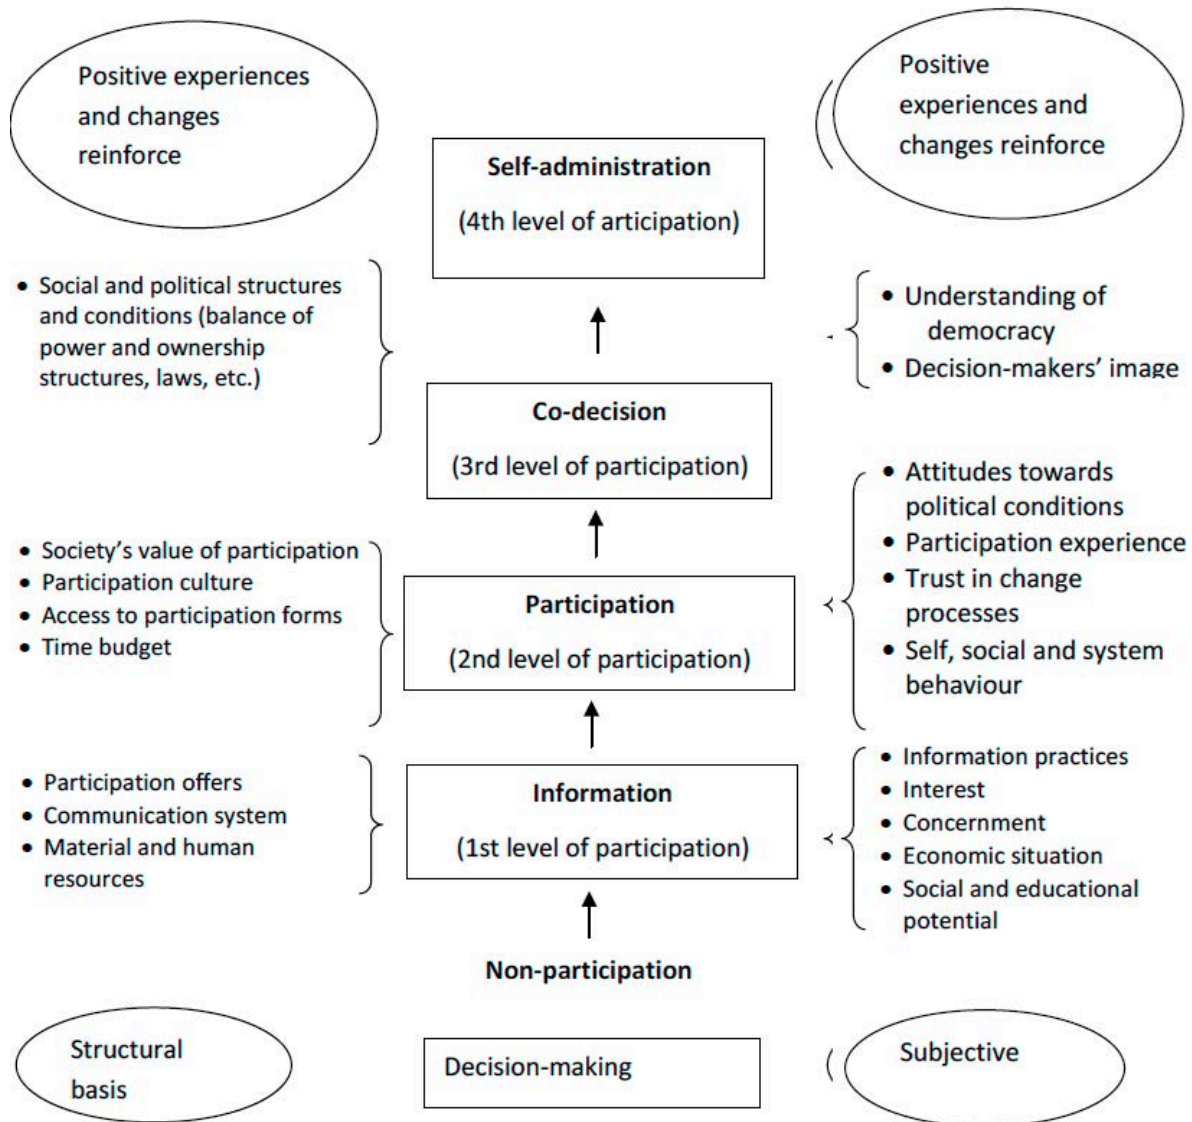 Positive experiences
and changes
reinforce
Positive
experiences and
changes reinforce
Self-administration
(4th level of articipation)
• Social and political structures
and conditions (balance of
power and ownership
structures, laws, etc.)
• Understanding of
democracy
• Decision-makers’ image
Co-decision
(3rd level of participation)
• Attitudes towards
political conditions
• Participation experience
• Trust in change
processes
• Self, social and system
behaviour
• Society’s value of participation
• Participation culture
• Access to participation forms
• Time budget
Participation
(2nd level of participation)
• Participation offers
• Communication system
• Material and human
resources
Information
(1st level of participation)
• Information practices
• Interest
• Concernment
• Economic situation
• Social and educational
potential
Non-participation
Structural
basis
Decision-making
Subjective